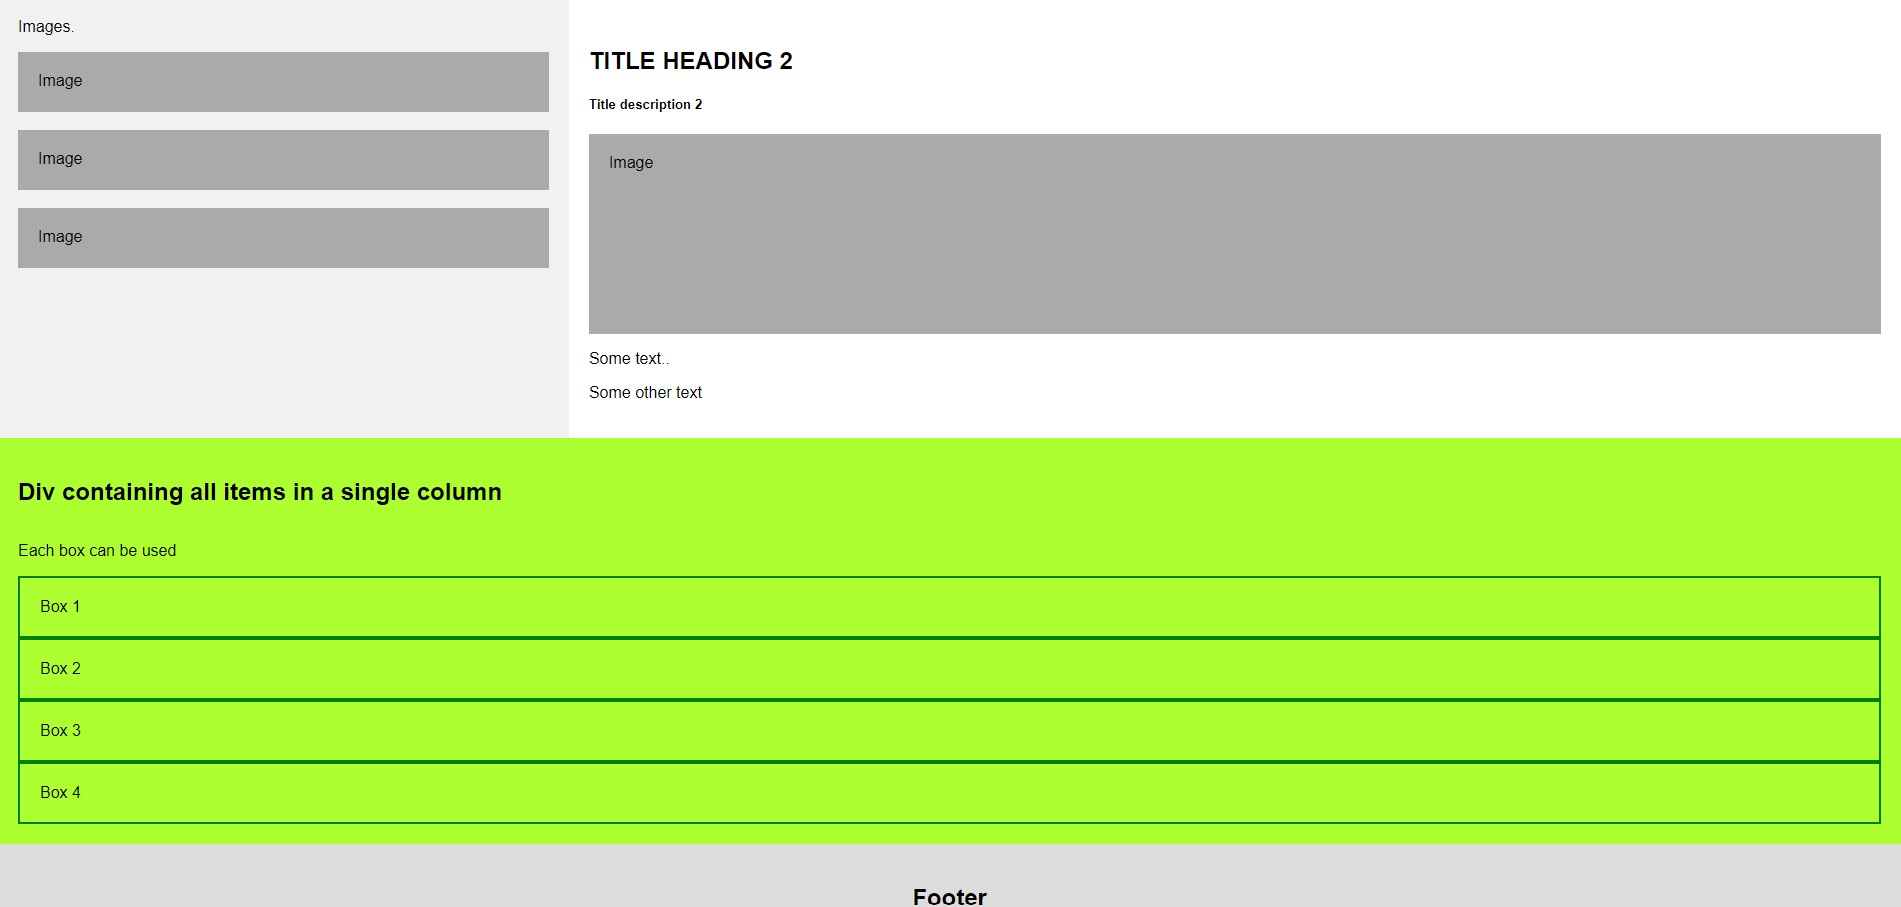 Images.
Image
Image
Image
TITLE HEADING 2
Title description 2
Image
Some text..
Some other text
Div containing all items in a single column
Each box can be used
Box 1
Box 2
Box 3
Box 4
Footer